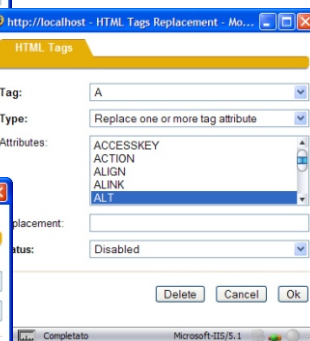 http://localhost - HTML Tags Replacement - Mo...
HTML Tags
Tag: A
Type: Replace one or more tag attribute
Attributes: ACCESSKEY
ACTION
ALIGN
ALINK
ALT
placement:
atus: Disabled
Delete Cancel Ok
Completato Microsoft-IIS/5.1